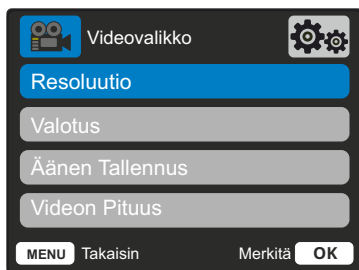 Videovalikko
Resoluutio
Valotus
Äänen Tallennus
Videon Pituus
MENU Takaisin Merkitä OK